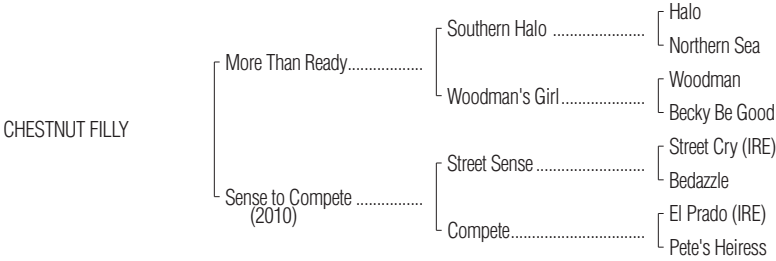 Halo
Southern Halo ......................
Northern Sea
More Than Ready..................
Woodman
Woodman's Girl....................
Becky Be Good
CHESTNUT FILLY
Street Cry (IRE)
Street Sense ..........................
Bedazzle
Sense to Compete ................
(2010)
El Prado (IRE)
Compete................................
Pete's Heiress